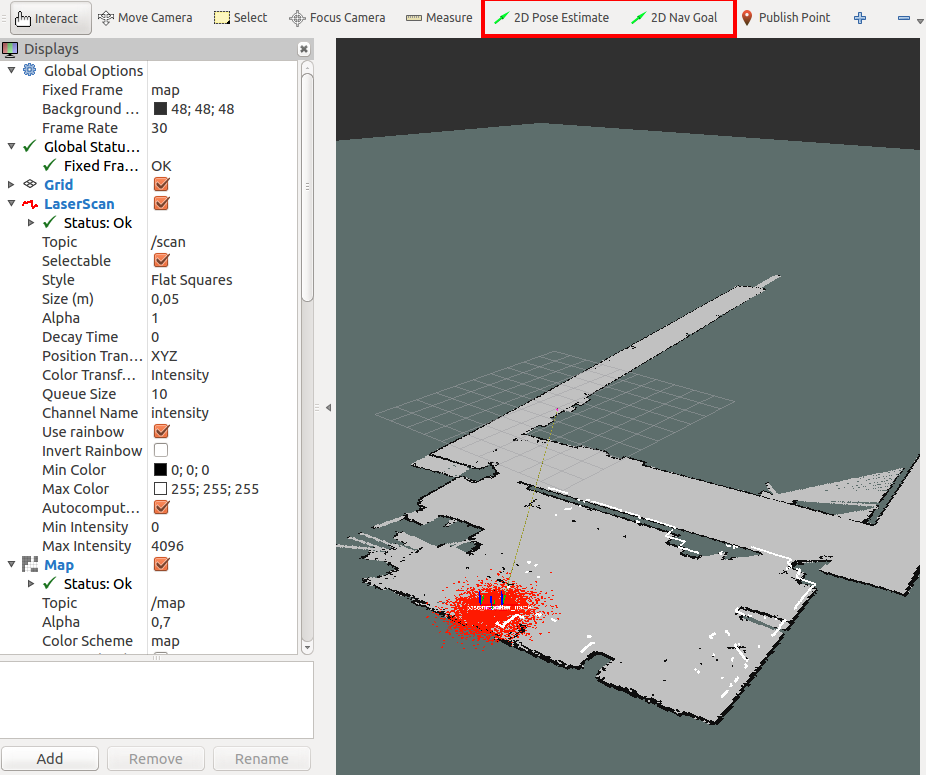 Interact Move Camera Select Focus Camera Measure 2D Pose Estimate 2D Nav Goal Publish Point
Displays
Global Options
Fixed Frame map
Background ... 48; 48; 48
Frame Rate 30
Global Statu...
Fixed Fra... OK
Grid
LaserScan
Status: Ok
Topic /scan
Selectable
Style Flat Squares
Size (m) 0,05
Alpha 1
Decay Time 0
Position Tran... XYZ
Color Transf... Intensity
Queue Size 10
Channel Name intensity
Use rainbow
Invert Rainbow
Min Color 0; 0; 0
Max Color 255; 255; 255
Autocomput...
Min Intensity 0
Max Intensity 4096
Map
Status: Ok
Topic /map
Alpha 0,7
Color Scheme map
Add Remove Rename